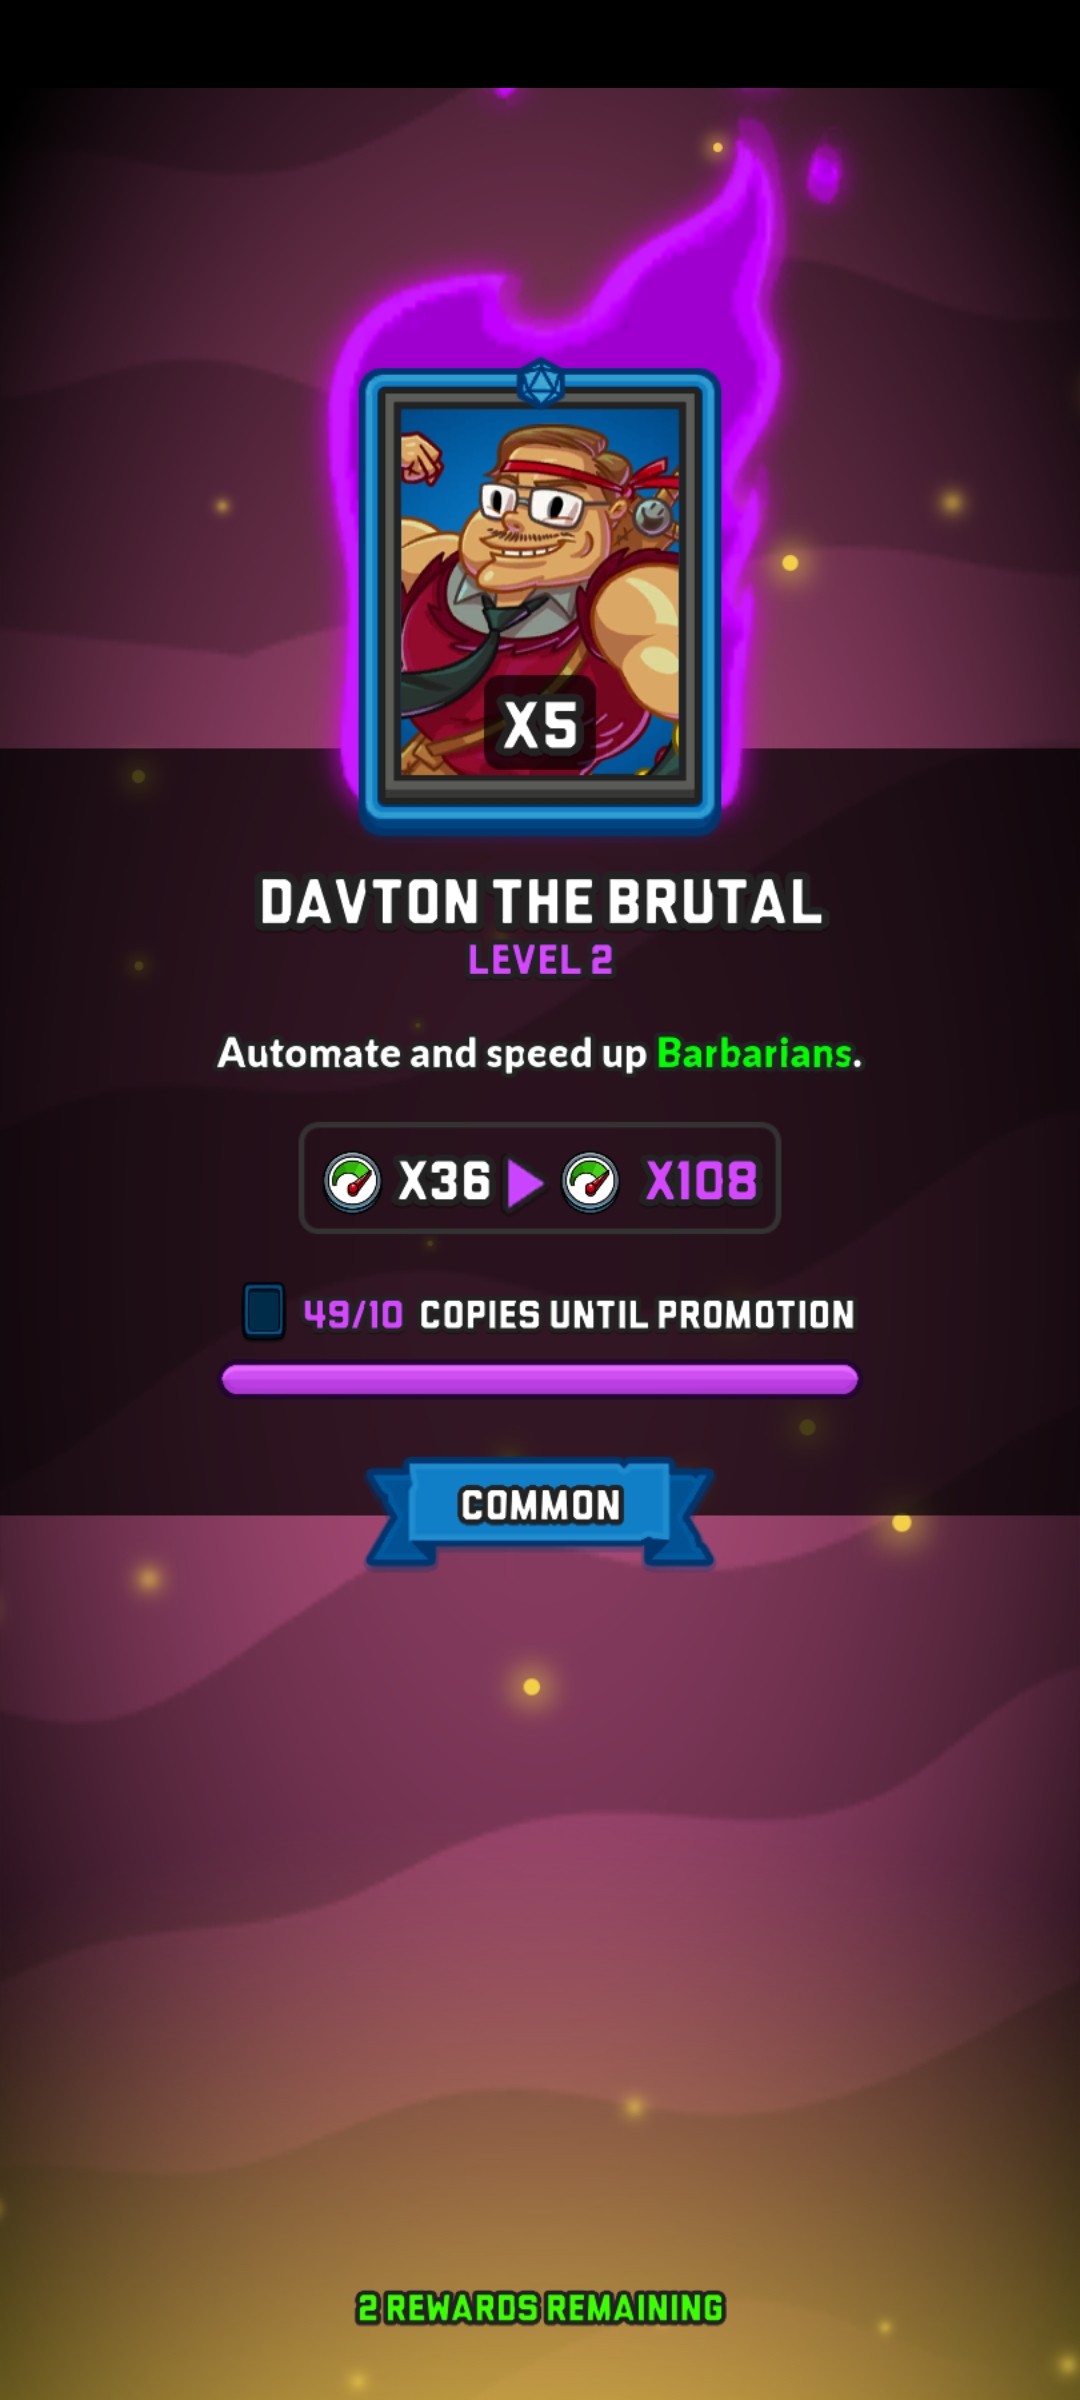 X5
DAVTON THE BRUTAL
LEVEL 2
Automate and speed up Barbarians.
X36 X108
49/10 COPIES UNTIL PROMOTION
COMMON
2 REWARDS REMAINING